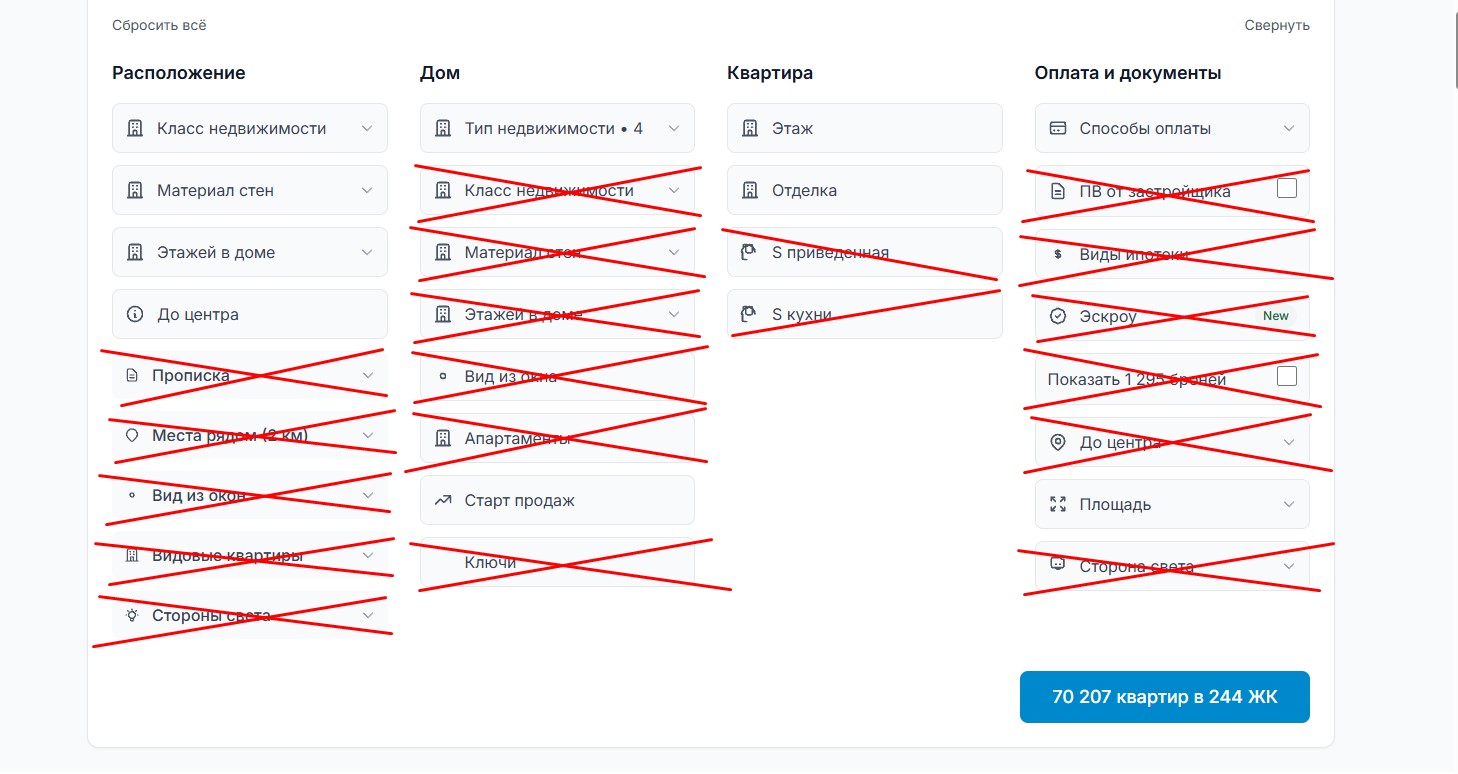 Сбросить всё
Свернуть
Расположение
Класс недвижимости
Материал стен
Этажей в доме
До центра
Прописка
Места рядом (2 км)
Вид из окон
Видовые квартиры
Стороны света
Дом
Тип недвижимости • 4
Класс недвижимости
Материал стен
Этажей в доме
Вид из окна
Апартаменты
Старт продаж
Ключи
Квартира
Этаж
Отделка
S приведенная
S кухни
Оплата и документы
Способы оплаты
ПВ от застройщика
Виды ипотеки
Эскроу New
Показать 1 295 броней
До центра
Площадь
Сторона света
70 207 квартир в 244 ЖК